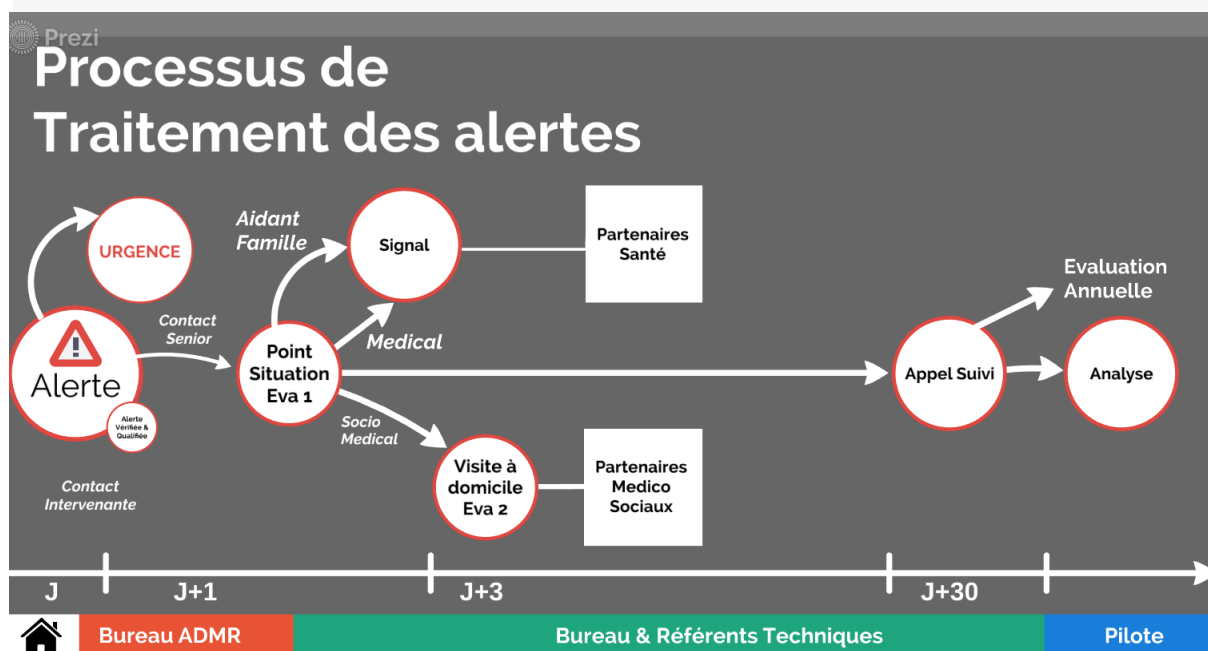 Prezi
Processus de
Traitement des alertes
URGENCE
Alerte
Alerte
Vérifiée &
Qualifiée
Contact
Intervenante
Contact
Senior
Point
Situation
Eva 1
Aidant
Famille
Signal
Medical
Partenaires
Santé
Socio
Medical
Visite à
domicile
Eva 2
Partenaires
Medico
Sociaux
Appel Suivi
Evaluation
Annuelle
Analyse
J
J+1
J+3
J+30
Bureau ADMR
Bureau & Référents Techniques
Pilote